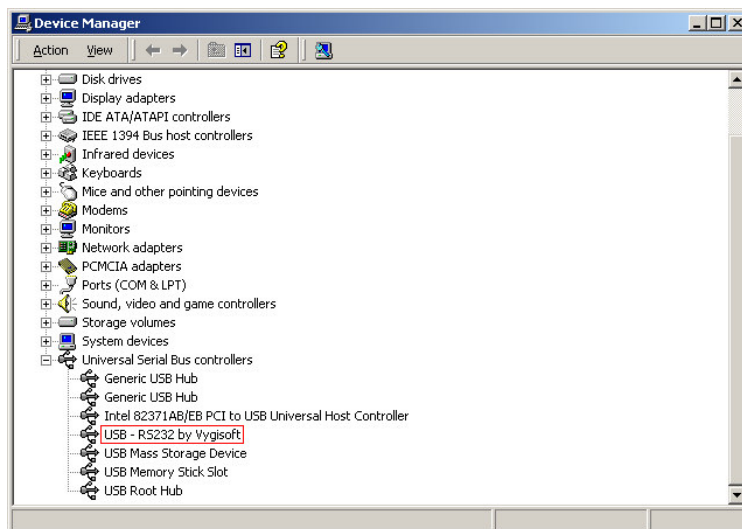 Device Manager
Action View
Disk drives
Display adapters
IDE ATA/ATAPI controllers
IEEE 1394 Bus host controllers
Infrared devices
Keyboards
Mice and other pointing devices
Modems
Monitors
Network adapters
PCMCIA adapters
Ports (COM & LPT)
Sound, video and game controllers
Storage volumes
System devices
Universal Serial Bus controllers
Generic USB Hub
Generic USB Hub
Intel 82371AB/EB PCI to USB Universal Host Controller
USB - RS232 by Vygisoft
USB Mass Storage Device
USB Memory Stick Slot
USB Root Hub